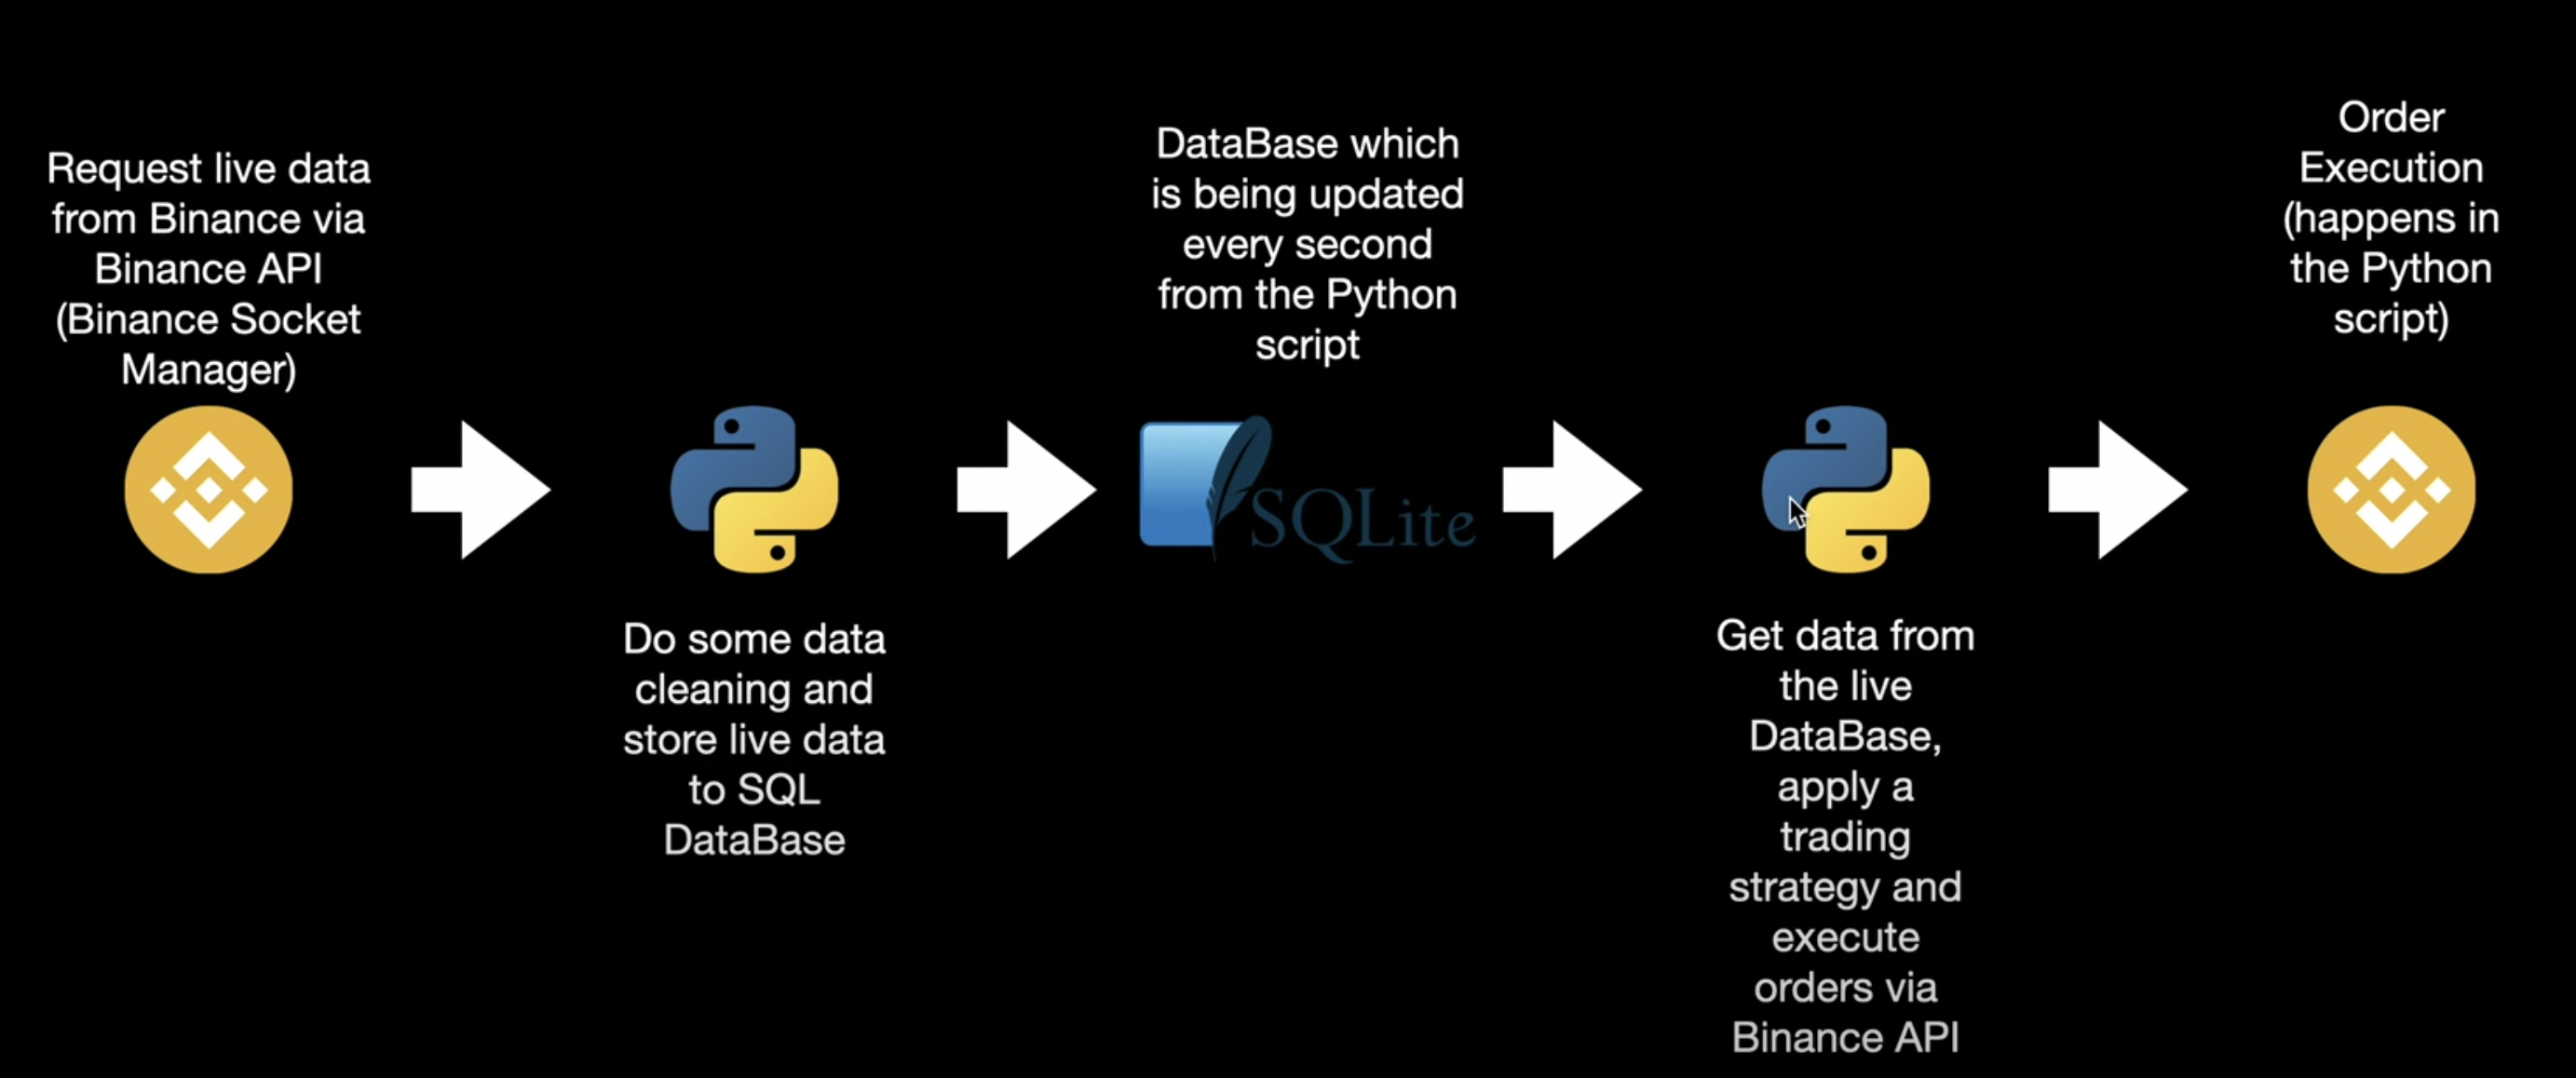 Request live data
from Binance via
Binance API
(Binance Socket
Manager)
Do some data
cleaning and
store live data
to SQL
DataBase
DataBase which
is being updated
every second
from the Python
script
SQLite
Get data from
the live
DataBase,
apply a
trading
strategy and
execute
orders via
Binance API
Order
Execution
(happens in
the Python
script)